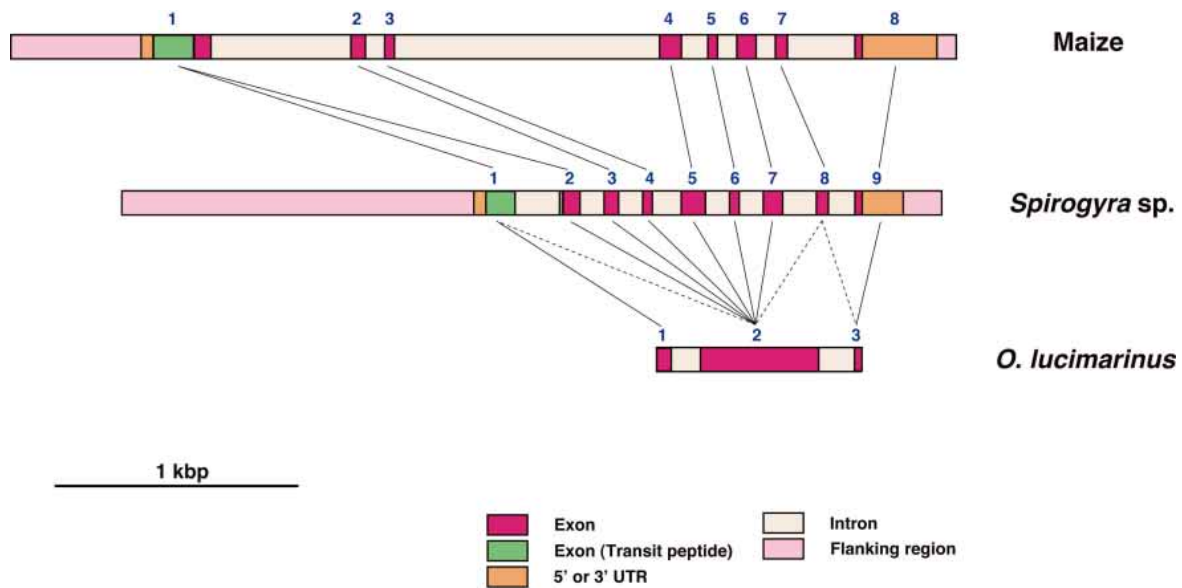 1 2 3 4 5 6 7 8
Maize
1 2 3 4 5 6 7 8 9
Spirogyra sp.
1 2 3
O. lucimarinus
1 kbp
Exon
Intron
Exon (Transit peptide)
Flanking region
5' or 3' UTR